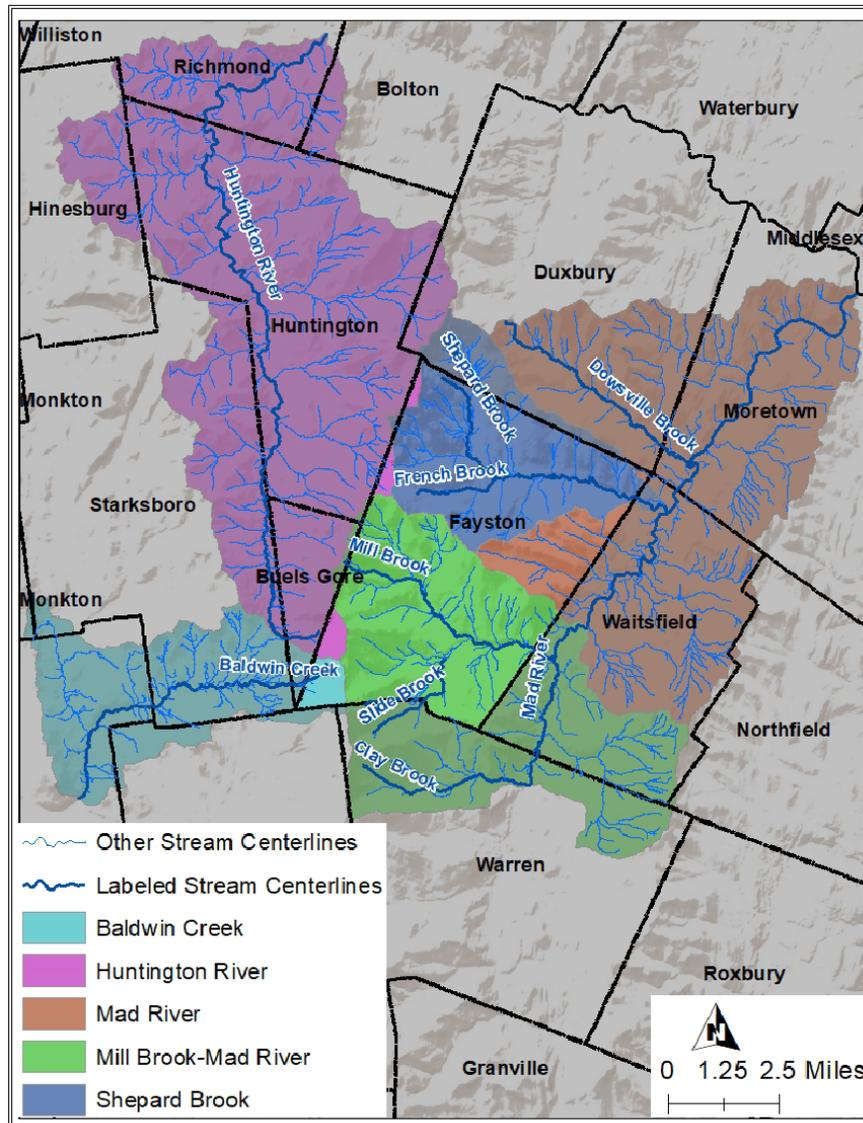 Williston
Richmond
Bolton
Waterbury
Hinesburg
Huntington River
Middlesex
Duxbury
Huntington
Shepard Brook
Dowsville Brook
Monkton
Moretown
French Brook
Starksboro
Fayston
Mill Brook
Buels Gore
Monkton
Waitsfield
Baldwin Creek
Mad River
Slide Brook
Northfield
Clay Brook
Warren
Roxbury
Granville
Other Stream Centerlines
Labeled Stream Centerlines
Baldwin Creek
Huntington River
Mad River
Mill Brook-Mad River
Shepard Brook
N
0 1.25 2.5 Miles